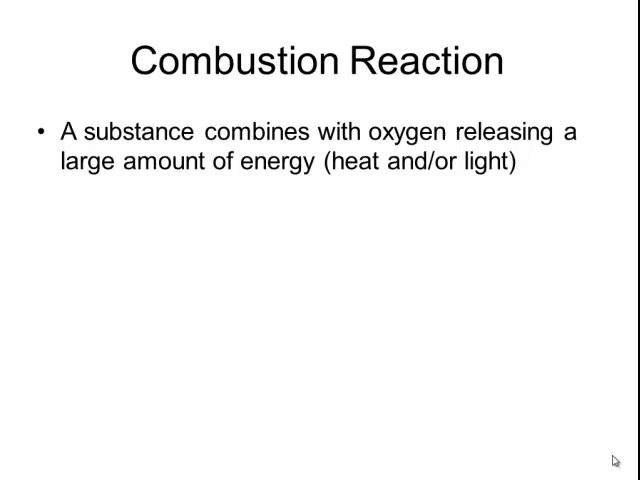 Combustion Reaction
• A substance combines with oxygen releasing a
large amount of energy (heat and/or light)